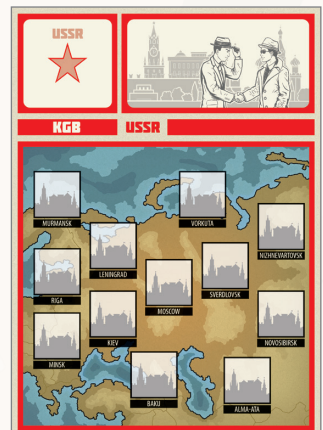 USSR
KGB USSR
MURMANSK
VORKUTA
NIZHNEVARTOVSK
LENINGRAD
RIGA
MOSCOW
SVERDLOVSK
KIEV
NOVOSIBIRSK
MINSK
BAKU
ALMA-ATA